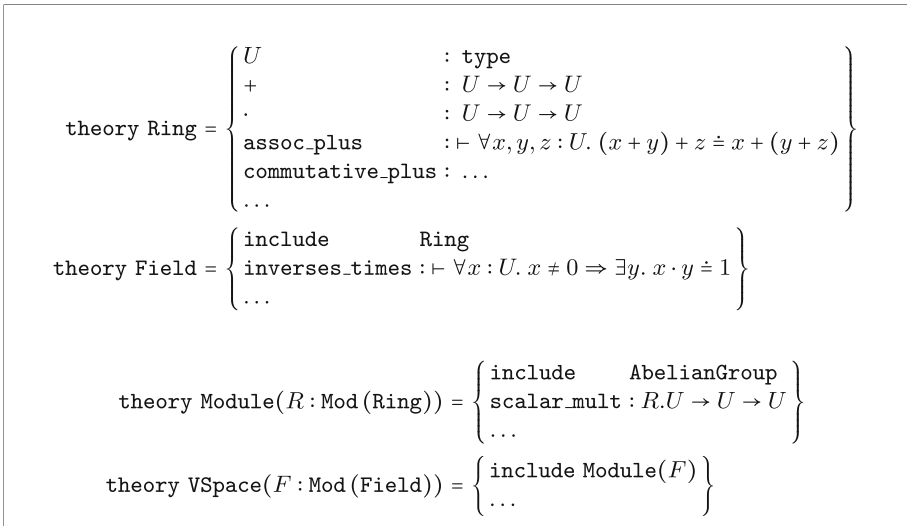 U : type
+ : U → U → U
· : U → U → U
theory Ring = assoc_plus :⊢ ∀x, y, z : U. (x + y) + z ≐ x + (y + z)
commutative_plus : ...
...
include Ring
theory Field = inverses_times :⊢ ∀x : U. x ≠ 0 ⇒ ∃y. x · y ≐ 1
...
include AbelianGroup
theory Module(R : Mod (Ring)) = scalar_mult : R.U → U → U
...
theory VSpace(F : Mod (Field)) = include Module(F)
...